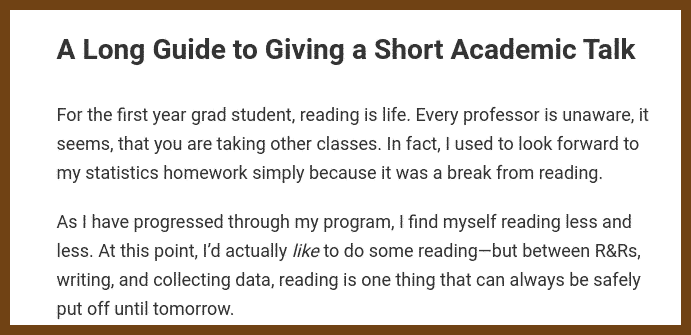 A Long Guide to Giving a Short Academic Talk
For the first year grad student, reading is life. Every professor is unaware, it
seems, that you are taking other classes. In fact, I used to look forward to
my statistics homework simply because it was a break from reading.
As I have progressed through my program, I find myself reading less and
less. At this point, I’d actually like to do some reading—but between R&Rs,
writing, and collecting data, reading is one thing that can always be safely
put off until tomorrow.